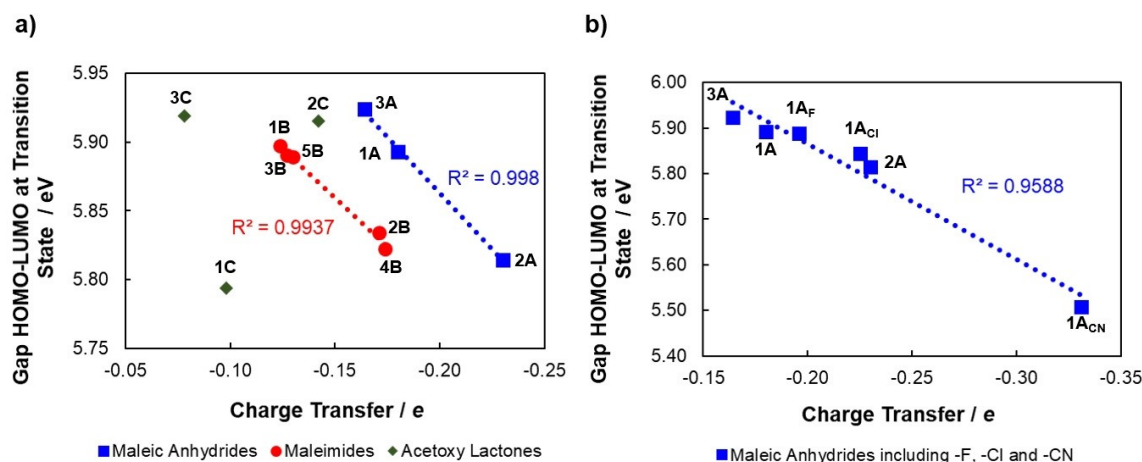 a)
Gap HOMO-LUMO at Transition
State / eV
5.95
5.90
5.85
5.80
5.75
3C
2C
1B
3B
5B
3A
1A
R² = 0.998
R² = 0.9937
2B
4B
2A
1C
-0.05
-0.10
-0.15
-0.20
-0.25
Charge Transfer / e
Maleic Anhydrides
Maleimides
Acetoxy Lactones
b)
Gap HOMO-LUMO at Transition
State / eV
6.00
5.90
5.80
5.70
5.60
5.50
5.40
3A
1A
1A_F
1A_Cl
2A
R² = 0.9588
1A_CN
-0.15
-0.20
-0.25
-0.30
-0.35
Charge Transfer / e
Maleic Anhydrides including -F, -Cl and -CN